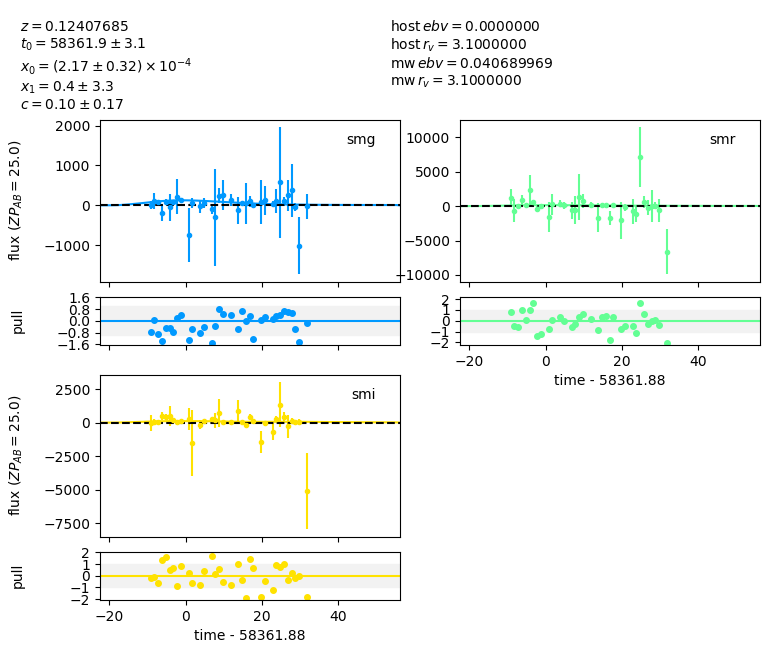 z = 0.12407685
t₀ = 58361.9 ± 3.1
x₀ = (2.17 ± 0.32) × 10⁻⁴
x₁ = 0.4 ± 3.3
c = 0.10 ± 0.17
host ebv = 0.0000000
host r_v = 3.1000000
mw ebv = 0.040689969
mw r_v = 3.1000000
flux (ZP_AB = 25.0)
2000
1000
0
−1000
smg
10000
5000
0
−5000
−10000
smr
pull
1.6
0.8
0.0
−0.8
−1.6
2
1
0
−1
−2
−20
0
20
40
time - 58361.88
flux (ZP_AB = 25.0)
2500
0
−2500
−5000
−7500
smi
pull
2
1
0
−1
−2
−20
0
20
40
time - 58361.88